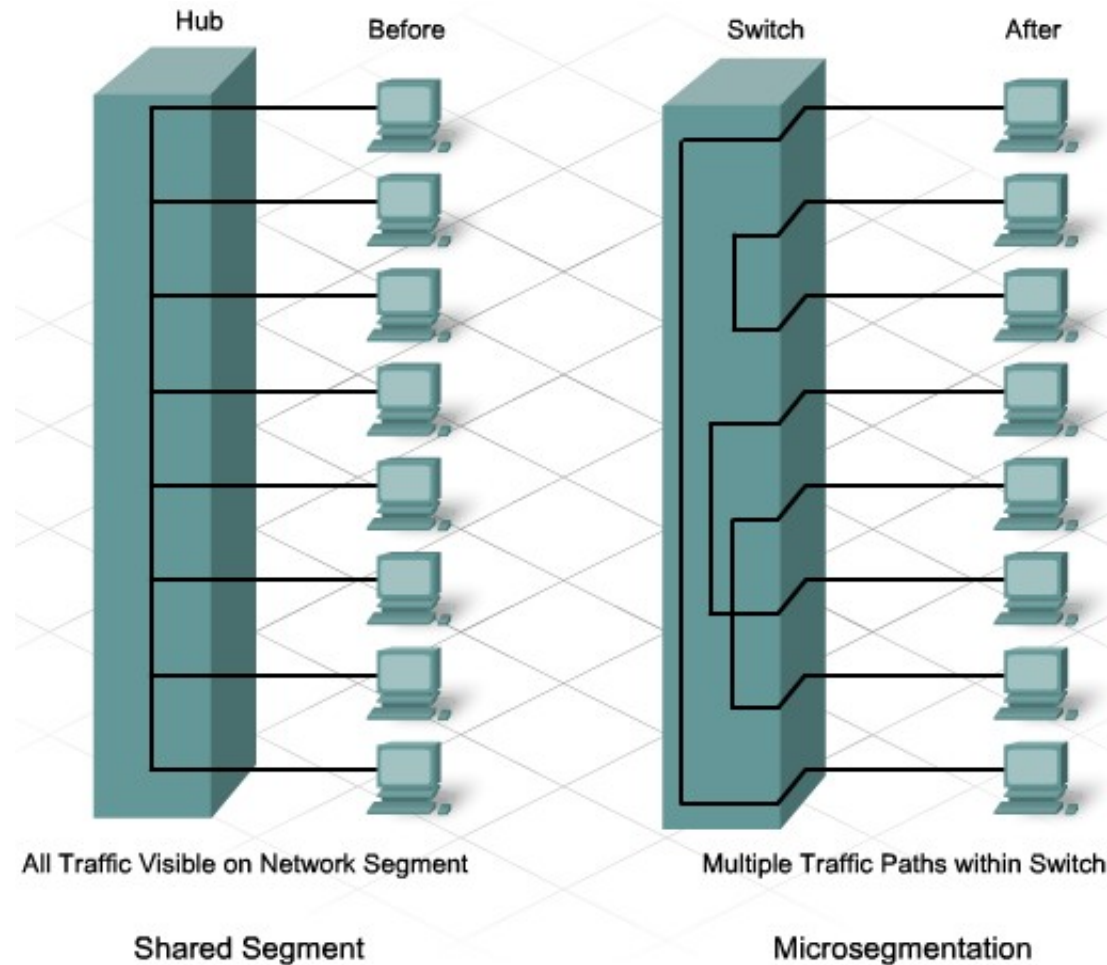 Hub
Before
Switch
After
All Traffic Visible on Network Segment
Multiple Traffic Paths within Switch
Shared Segment
Microsegmentation